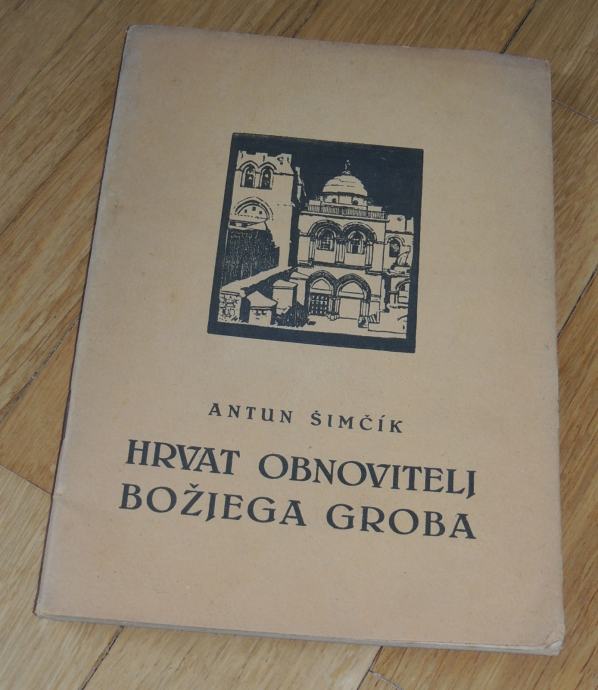 ANTUN ŠIMČÍK
HRVAT OBNOVITELJ
BOŽJEGA GROBA